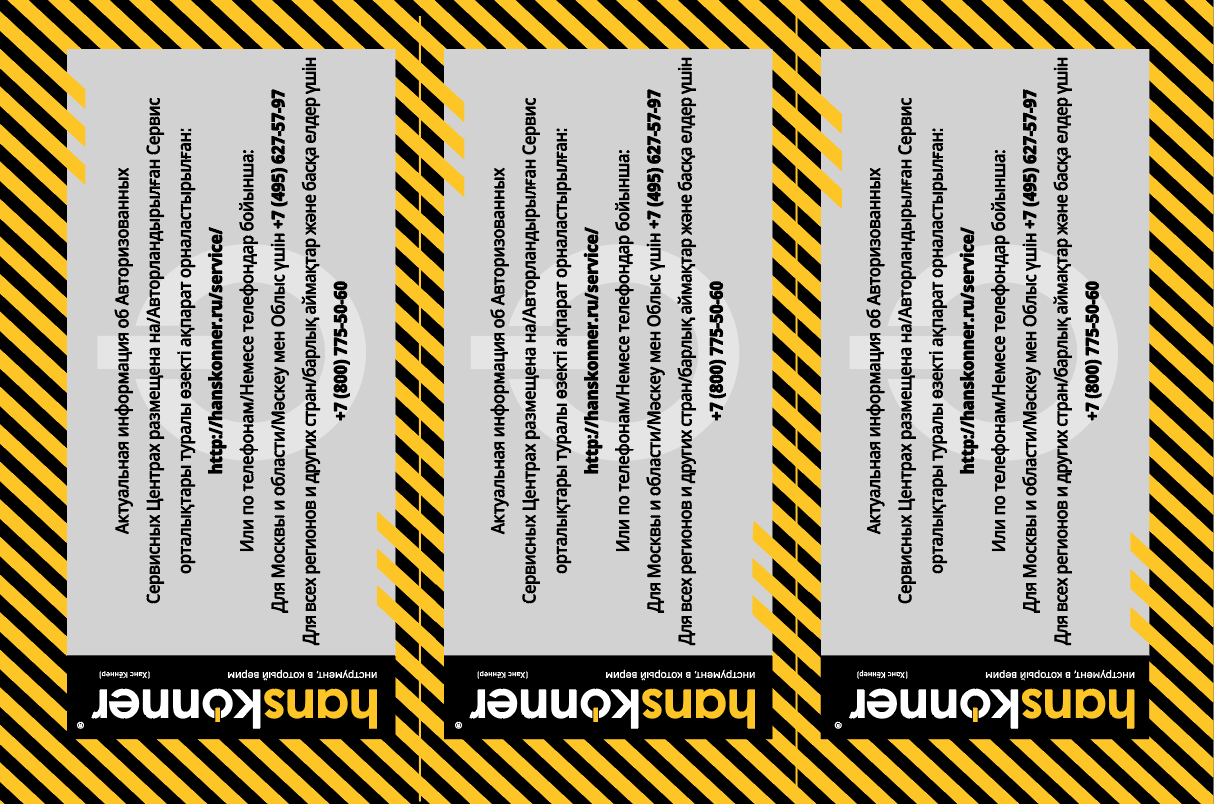 Актуальная информация об Авторизованных
Сервисных Центрах размещена на/Авторландырылған Сервис
орталықтары туралы өзекті ақпарат орналастырылған:
http://hanskonner.ru/service/
Или по телефонам/Немесе телефондар бойынша:
Для Москвы и области/Мәскеу мен Облыс үшін +7 (495) 627-57-97
Для всех регионов и других стран/барлық аймақтар және басқа елдер үшін
+7 (800) 775-50-60
hanskönner®
инструмент, в который верим
(Ханс Кённер)
Актуальная информация об Авторизованных
Сервисных Центрах размещена на/Авторландырылған Сервис
орталықтары туралы өзекті ақпарат орналастырылған:
http://hanskonner.ru/service/
Или по телефонам/Немесе телефондар бойынша:
Для Москвы и области/Мәскеу мен Облыс үшін +7 (495) 627-57-97
Для всех регионов и других стран/барлық аймақтар және басқа елдер үшін
+7 (800) 775-50-60
hanskönner®
инструмент, в который верим
(Ханс Кённер)
Актуальная информация об Авторизованных
Сервисных Центрах размещена на/Авторландырылған Сервис
орталықтары туралы өзекті ақпарат орналастырылған:
http://hanskonner.ru/service/
Или по телефонам/Немесе телефондар бойынша:
Для Москвы и области/Мәскеу мен Облыс үшін +7 (495) 627-57-97
Для всех регионов и других стран/барлық аймақтар және басқа елдер үшін
+7 (800) 775-50-60
hanskönner®
инструмент, в который верим
(Ханс Кённер)